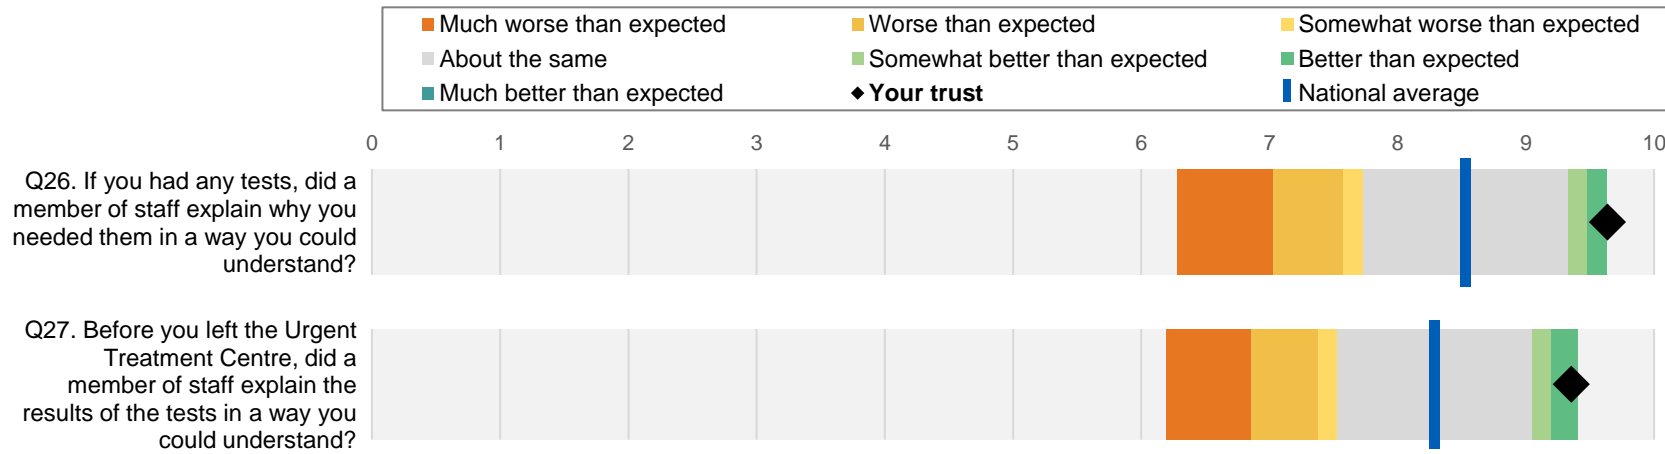 Much worse than expected
Worse than expected
Somewhat worse than expected
About the same
Somewhat better than expected
Better than expected
Much better than expected
Your trust
National average
0 1 2 3 4 5 6 7 8 9 10
Q26. If you had any tests, did a
member of staff explain why you
needed them in a way you could
understand?
Q27. Before you left the Urgent
Treatment Centre, did a
member of staff explain the
results of the tests in a way you
could understand?